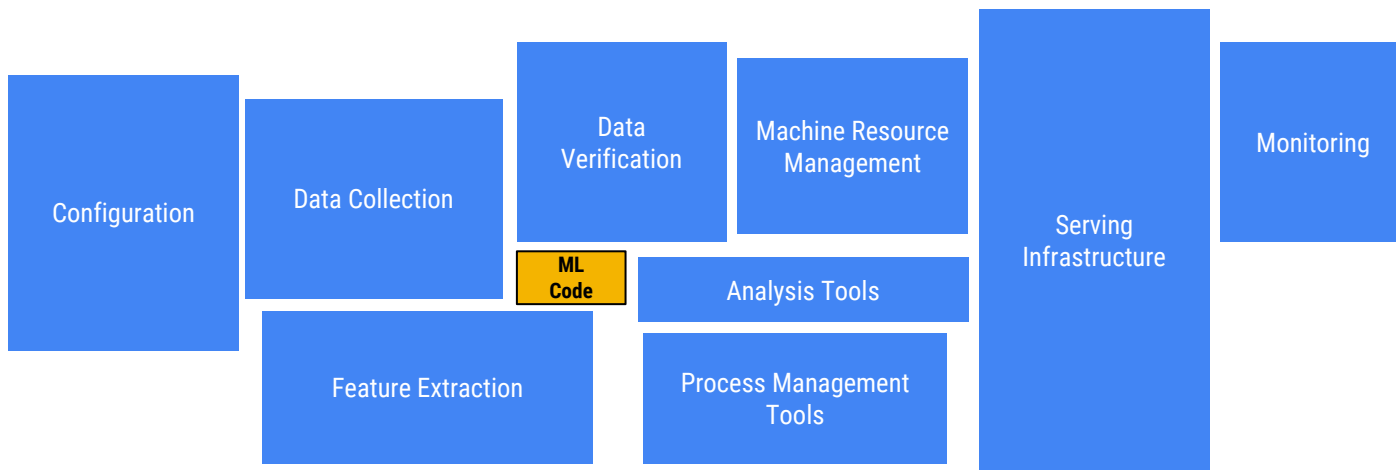 Configuration
Data Collection
Data
Verification
Machine Resource
Management
Serving
Infrastructure
Monitoring
ML
Code
Analysis Tools
Feature Extraction
Process Management
Tools